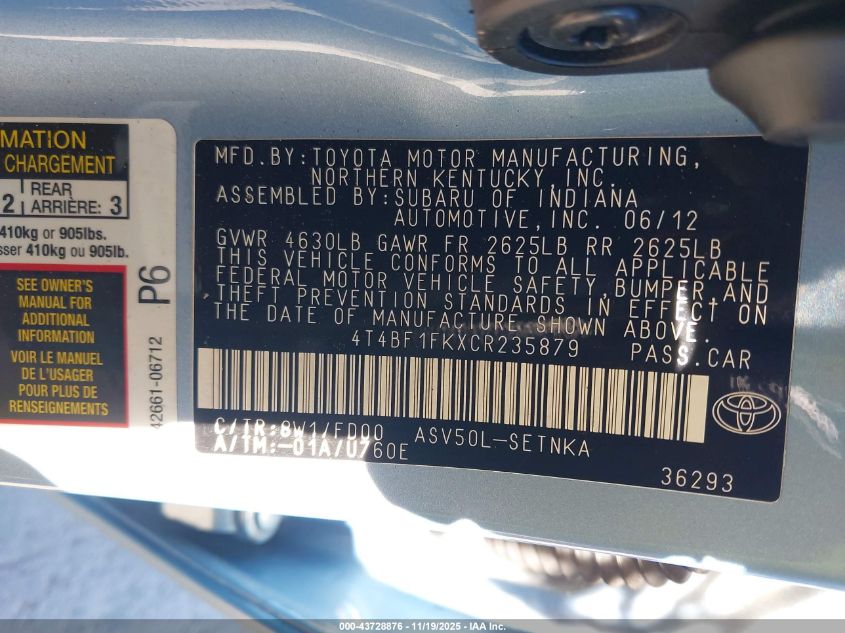 MATION
CHARGEMENT
2 REAR ARRIÈRE: 3
410kg or 905lbs.
sser 410kg ou 905lb.
SEE OWNER'S
MANUAL FOR
ADDITIONAL
INFORMATION
VOIR LE MANUEL
DE L'USAGER
POUR PLUS DE
RENSEIGNEMENTS
P6
42661-06712
MFD.BY:TOYOTA MOTOR MANUFACTURING,
NORTHERN KENTUCKY,INC.
ASSEMBLED BY:SUBARU OF INDIANA
AUTOMOTIVE,INC. 06/12
GVWR 4630LB GAWR FR 2625LB RR 2625LB
THIS VEHICLE CONFORMS TO ALL APPLICABLE
FEDERAL MOTOR VEHICLE SAFETY,BUMPER,AND
THEFT PREVENTION STANDARDS IN EFFECT ON
THE DATE OF MANUFACTURE SHOWN ABOVE.
4T4BF1FKXCR235879 PASS.CAR
C/TR:8W1/FD00 ASV50L-SETNKA
A/TM:-01A/U760E
36293
000-43728876 - 11/19/2025 - IAA Inc.